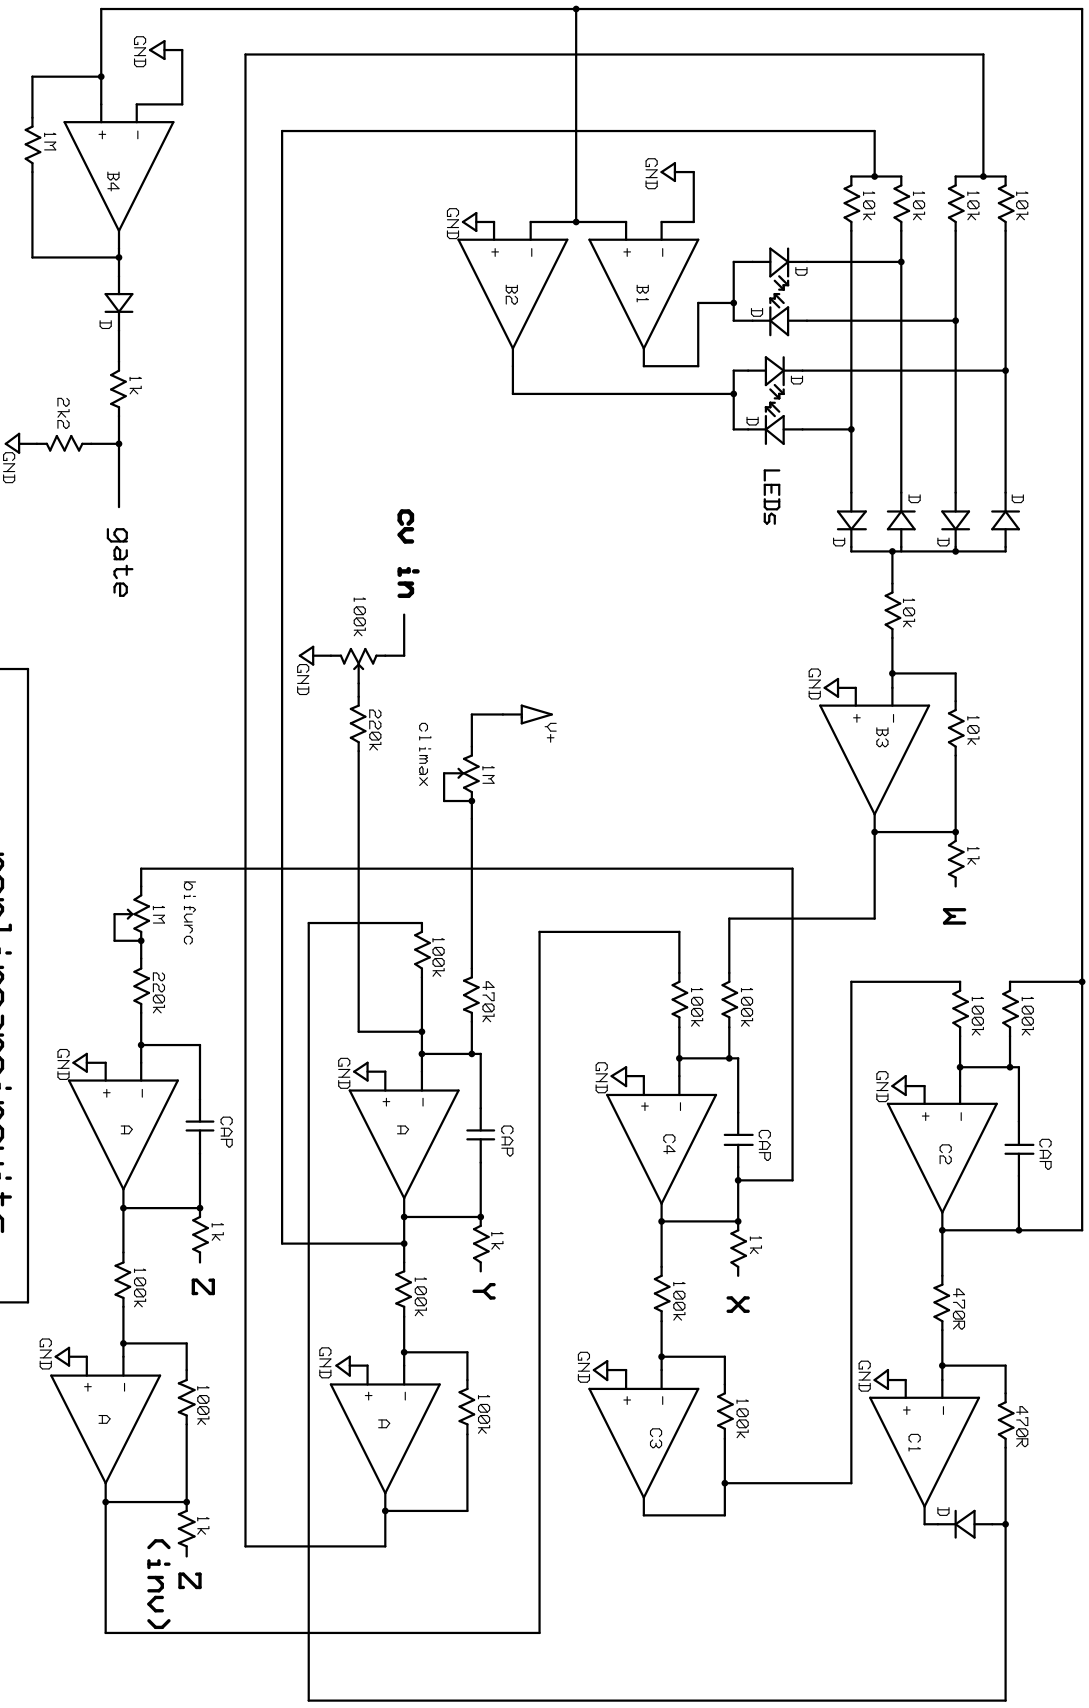 CAP
10k
D
100k
470R
10k
1k
100k
470R
10k
D
D
W
C2
C1
D
10k
10k
10k
GND
GND
D
B3
10k
D
D
D
D
GND
CAP
1k
X
LEDs
100k
100k
100k
100k
GND
B1
C4
C3
GND
B2
Y+
GND
GND
CAP
1k
Y
1M
470k
100k
GND
climax
100k
100k
cv in
A
A
220k
100k
GND
GND
GND
CAP
1k
Z
1k
Z
(inv)
bifurc
1M
220k
100k
100k
GND
B4
D
1k
gate
A
A
1M
2k2
GND
GND
GND